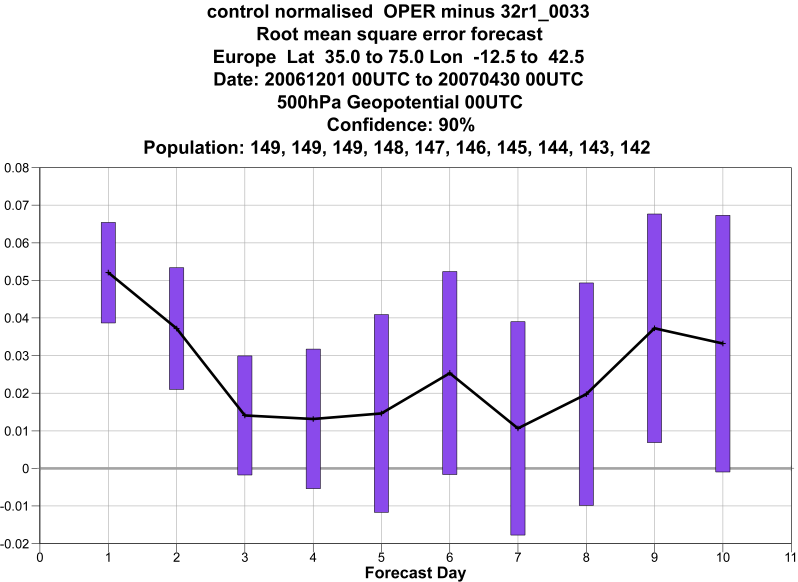 control normalised OPER minus 32r1_0033
Root mean square error forecast
Europe Lat 35.0 to 75.0 Lon -12.5 to 42.5
Date: 20061201 00UTC to 20070430 00UTC
500hPa Geopotential 00UTC
Confidence: 90%
Population: 149, 149, 149, 148, 147, 146, 145, 144, 143, 142
0.08
0.07
0.06
0.05
0.04
0.03
0.02
0.01
0
-0.01
-0.02
0 1 2 3 4 5 6 7 8 9 10 11
Forecast Day